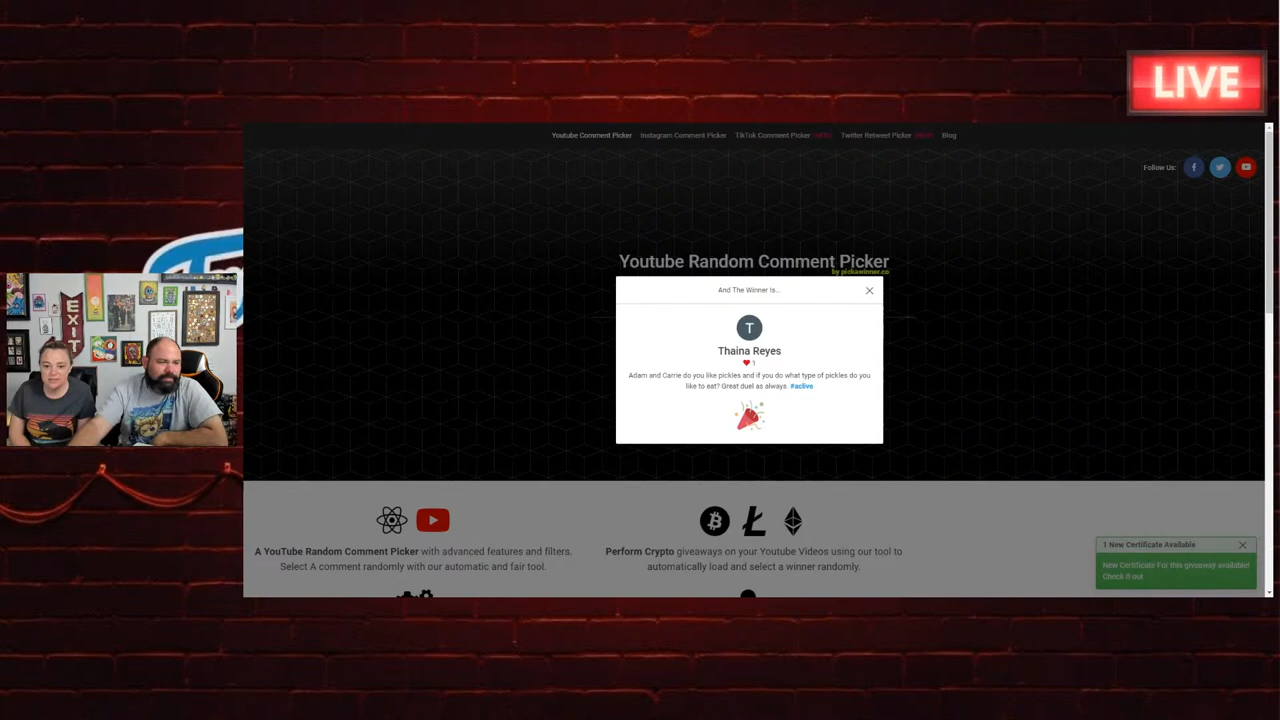 LIVE
Youtube Comment Picker Instagram Comment Picker TikTok Comment Picker Twitter Retweet Picker Blog
Follow Us:
Youtube Random Comment Picker
by pickawinner.co
And The Winner Is...
T
Thaina Reyes
1
Adam and Carrie do you like pickles and if you do what type of pickles do you
like to eat? Great duel as always. #aclive
EXIT
A YouTube Random Comment Picker with advanced features and filters.
Select A comment randomly with our automatic and fair tool.
Perform Crypto giveaways on your Youtube Videos using our tool to
automatically load and select a winner randomly.
1 New Certificate Available
New Certificate For this giveaway available!
Check it out